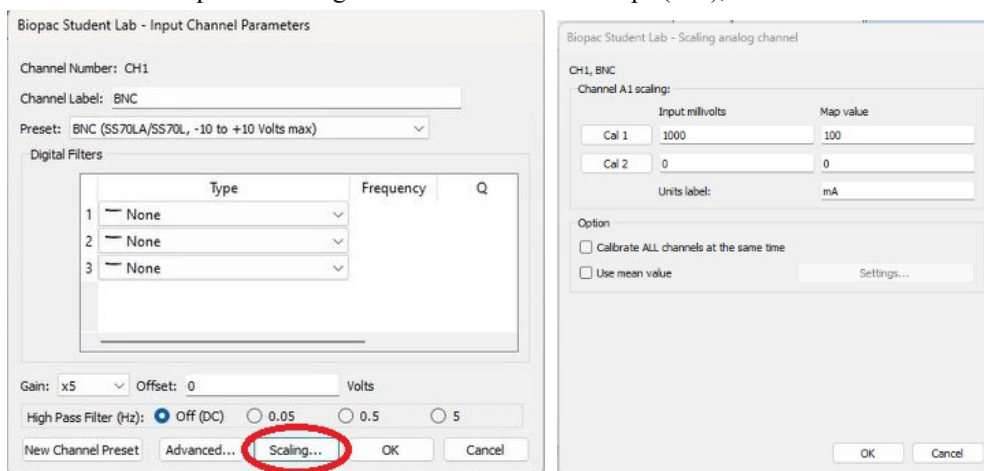 Biopac Student Lab - Input Channel Parameters
Channel Number: CH1
Channel Label: BNC
Preset: BNC (SS70LA/SS70L, -10 to +10 Volts max)
Digital Filters
Type Frequency Q
1 None
2 None
3 None
Gain: x5 Offset: 0 Volts
High Pass Filter (Hz): Off (DC) 0.05 0.5 5
New Channel Preset Advanced... Scaling... OK Cancel
Biopac Student Lab - Scaling analog channel
CH1, BNC
Channel A1 scaling:
Input milivolts Map value
Cal 1 1000 100
Cal 2 0 0
Units label: mA
Option
Calibrate ALL channels at the same time
Use mean value Settings...
OK Cancel